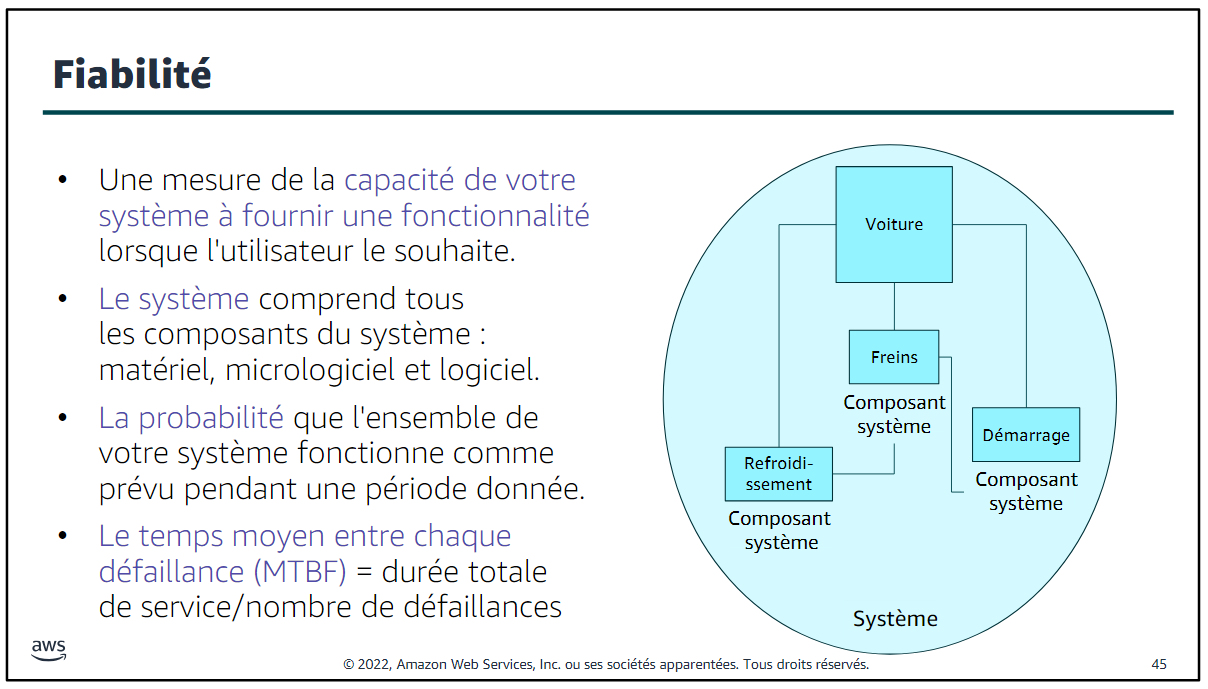 Fiabilité
• Une mesure de la capacité de votre
système à fournir une fonctionnalité
lorsque l'utilisateur le souhaite.
• Le système comprend tous
les composants du système :
matériel, micrologiciel et logiciel.
• La probabilité que l'ensemble de
votre système fonctionne comme
prévu pendant une période donnée.
• Le temps moyen entre chaque
défaillance (MTBF) = durée totale
de service/nombre de défaillances
Voiture
Freins
Composant
système
Démarrage
Composant
système
Refroidi-
ssement
Composant
système
Système
aws
© 2022, Amazon Web Services, Inc. ou ses sociétés apparentées. Tous droits réservés.
45